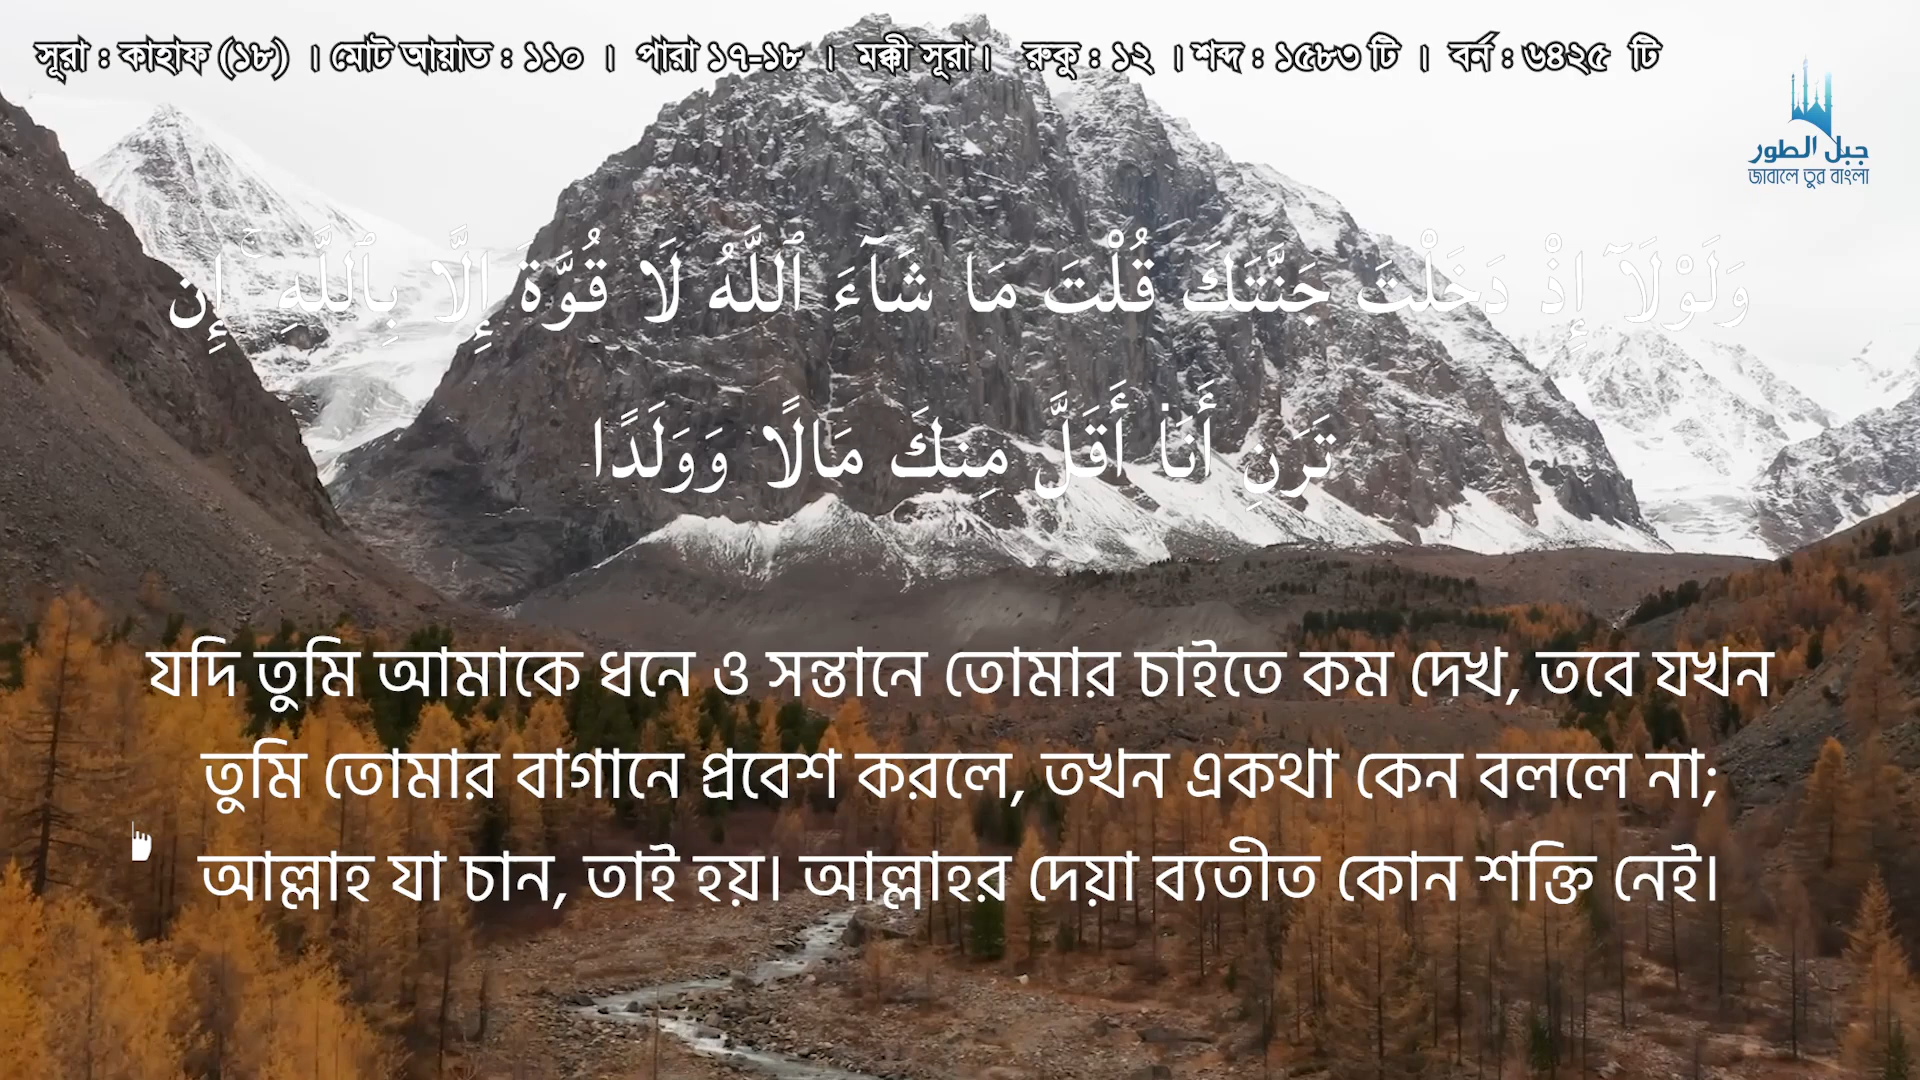 সূরা : কাহাফ (১৮) । মোট আয়াত : ১১০ । পারা ১৭-১৮ । মক্কী সূরা । রুকু : ১২ । শব্দ : ১৫৮৩ টি । বর্ন : ৬৪২৫ টি
جبل الطور
জাবালে তুর বাংলা
وَلَوْلَآ إِذْ دَخَلْتَ جَنَّتَكَ قُلْتَ مَا شَآءَ ٱللَّهُ لَا قُوَّةَ إِلَّا بِٱللَّهِ ۚ إِن
تَرَنِ أَنَا۠ أَقَلَّ مِنكَ مَالًا وَوَلَدًا
যদি তুমি আমাকে ধনে ও সন্তানে তোমার চাইতে কম দেখ, তবে যখন
তুমি তোমার বাগানে প্রবেশ করলে, তখন একথা কেন বললে না;
আল্লাহ যা চান, তাই হয়। আল্লাহর দেয়া ব্যতীত কোন শক্তি নেই।